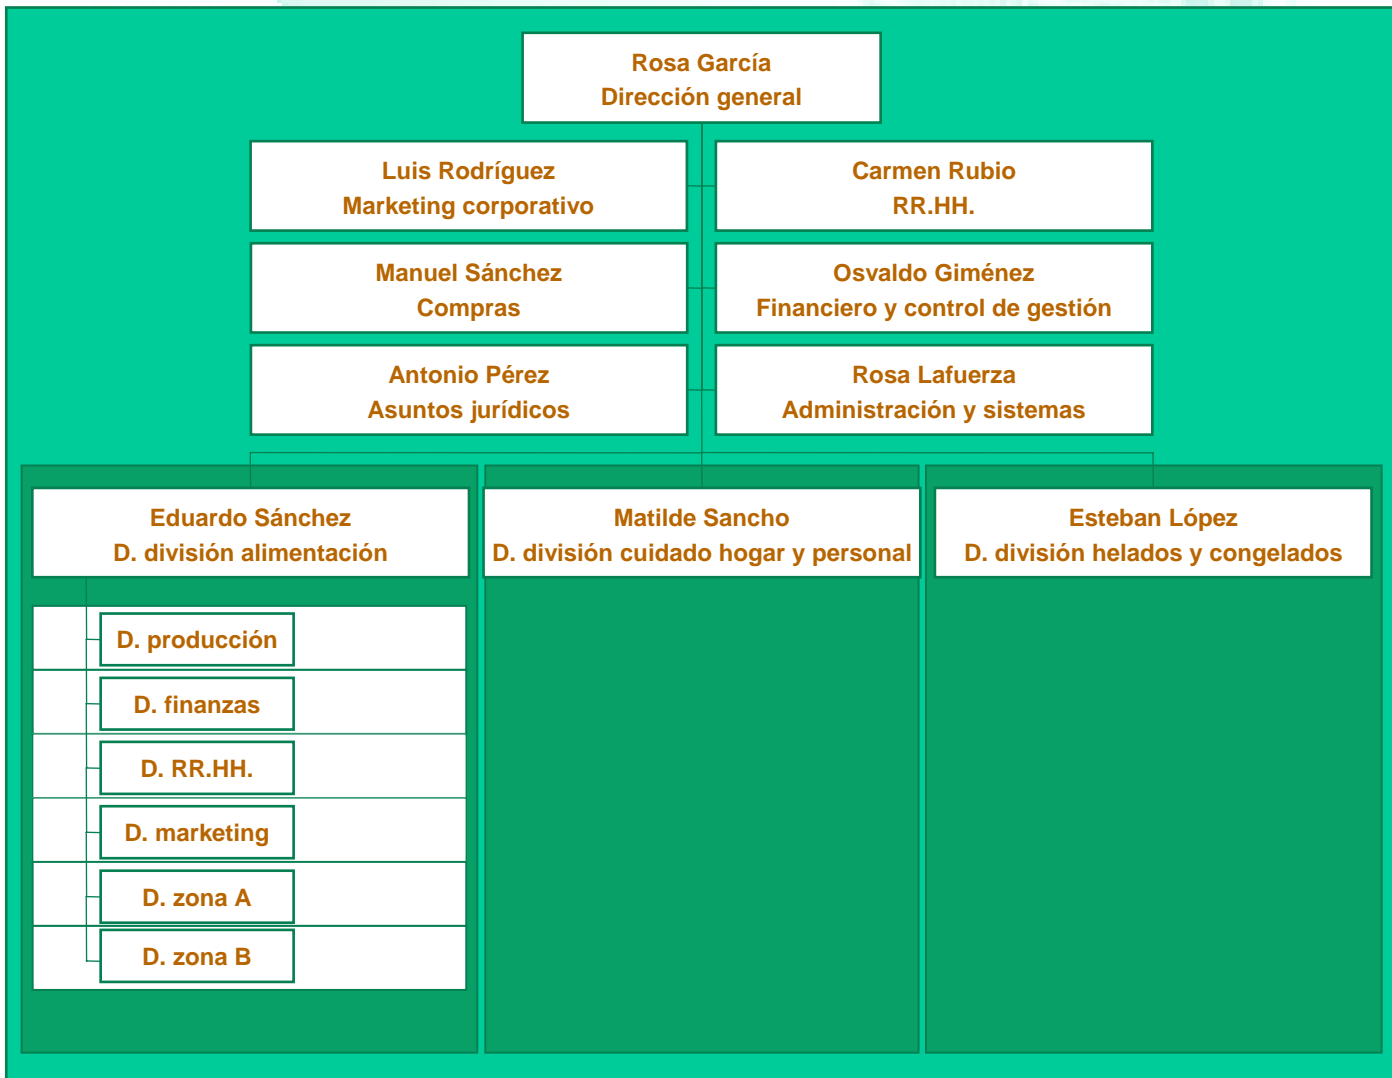 Rosa García
Dirección general
Luis Rodríguez
Marketing corporativo
Carmen Rubio
RR.HH.
Manuel Sánchez
Compras
Osvaldo Giménez
Financiero y control de gestión
Antonio Pérez
Asuntos jurídicos
Rosa Lafuerza
Administración y sistemas
Eduardo Sánchez
D. división alimentación
Matilde Sancho
D. división cuidado hogar y personal
Esteban López
D. división helados y congelados
D. producción
D. finanzas
D. RR.HH.
D. marketing
D. zona A
D. zona B